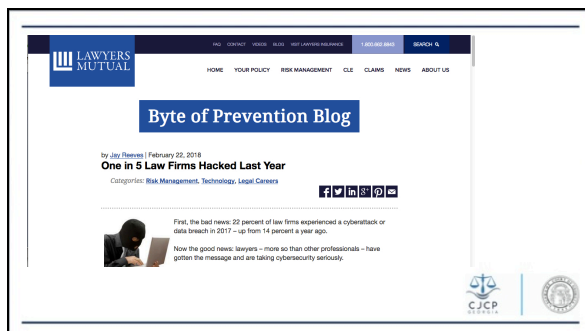 FAQ CONTACT VIDEOS BLOG VISIT LAWYERS INSURANCE 1.800.662.8843 SEARCH
LAWYERS
MUTUAL
HOME YOUR POLICY RISK MANAGEMENT CLE CLAIMS NEWS ABOUT US
Byte of Prevention Blog
by Jay Reeves | February 22, 2018
One in 5 Law Firms Hacked Last Year
Categories: Risk Management, Technology, Legal Careers
First, the bad news: 22 percent of law firms experienced a cyberattack or
data breach in 2017 – up from 14 percent a year ago.
Now the good news: lawyers – more so than other professionals – have
gotten the message and are taking cybersecurity seriously.
CJCP
GEORGIA